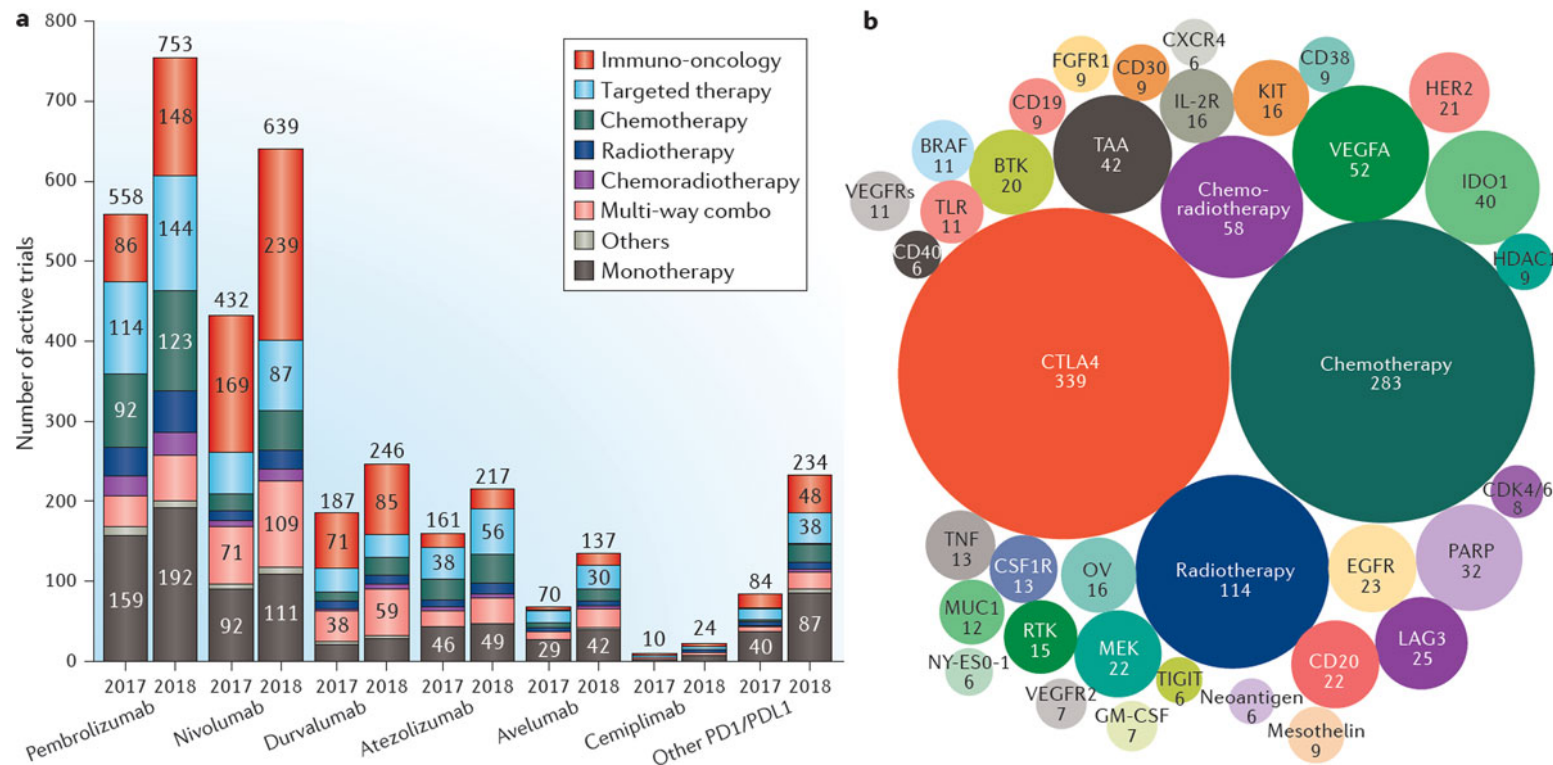 a
800
700
600
500
400
300
200
100
0
Number of active trials
558
86
114
92
159
753
148
144
123
192
432
169
71
92
639
239
87
109
111
187
71
38
246
85
59
161
38
46
217
56
49
70
29
137
30
42
10
24
84
40
234
48
38
87
2017 2018 2017 2018 2017 2018 2017 2018 2017 2018 2017 2018 2017 2018
Pembrolizumab
Nivolumab
Durvalumab
Atezolizumab
Avelumab
Cemiplimab
Other PD1/PDL1
Immuno-oncology
Targeted therapy
Chemotherapy
Radiotherapy
Chemoradiotherapy
Multi-way combo
Others
Monotherapy
b
CXCR4
6
FGFR1
9
CD30
9
CD38
9
IL-2R
16
KIT
16
HER2
21
CD19
9
TAA
42
VEGFA
52
BRAF
11
BTK
20
IDO1
40
VEGFRs
11
TLR
11
Chemo-
radiotherapy
58
CD40
6
HDAC1
9
CTLA4
339
Chemotherapy
283
CDK4/6
8
TNF
13
CSF1R
13
OV
16
Radiotherapy
114
EGFR
23
PARP
32
MUC1
12
RTK
15
MEK
22
LAG3
25
CD20
22
NY-ES0-1
6
TIGIT
6
VEGFR2
7
GM-CSF
7
Neoantigen
6
Mesothelin
9